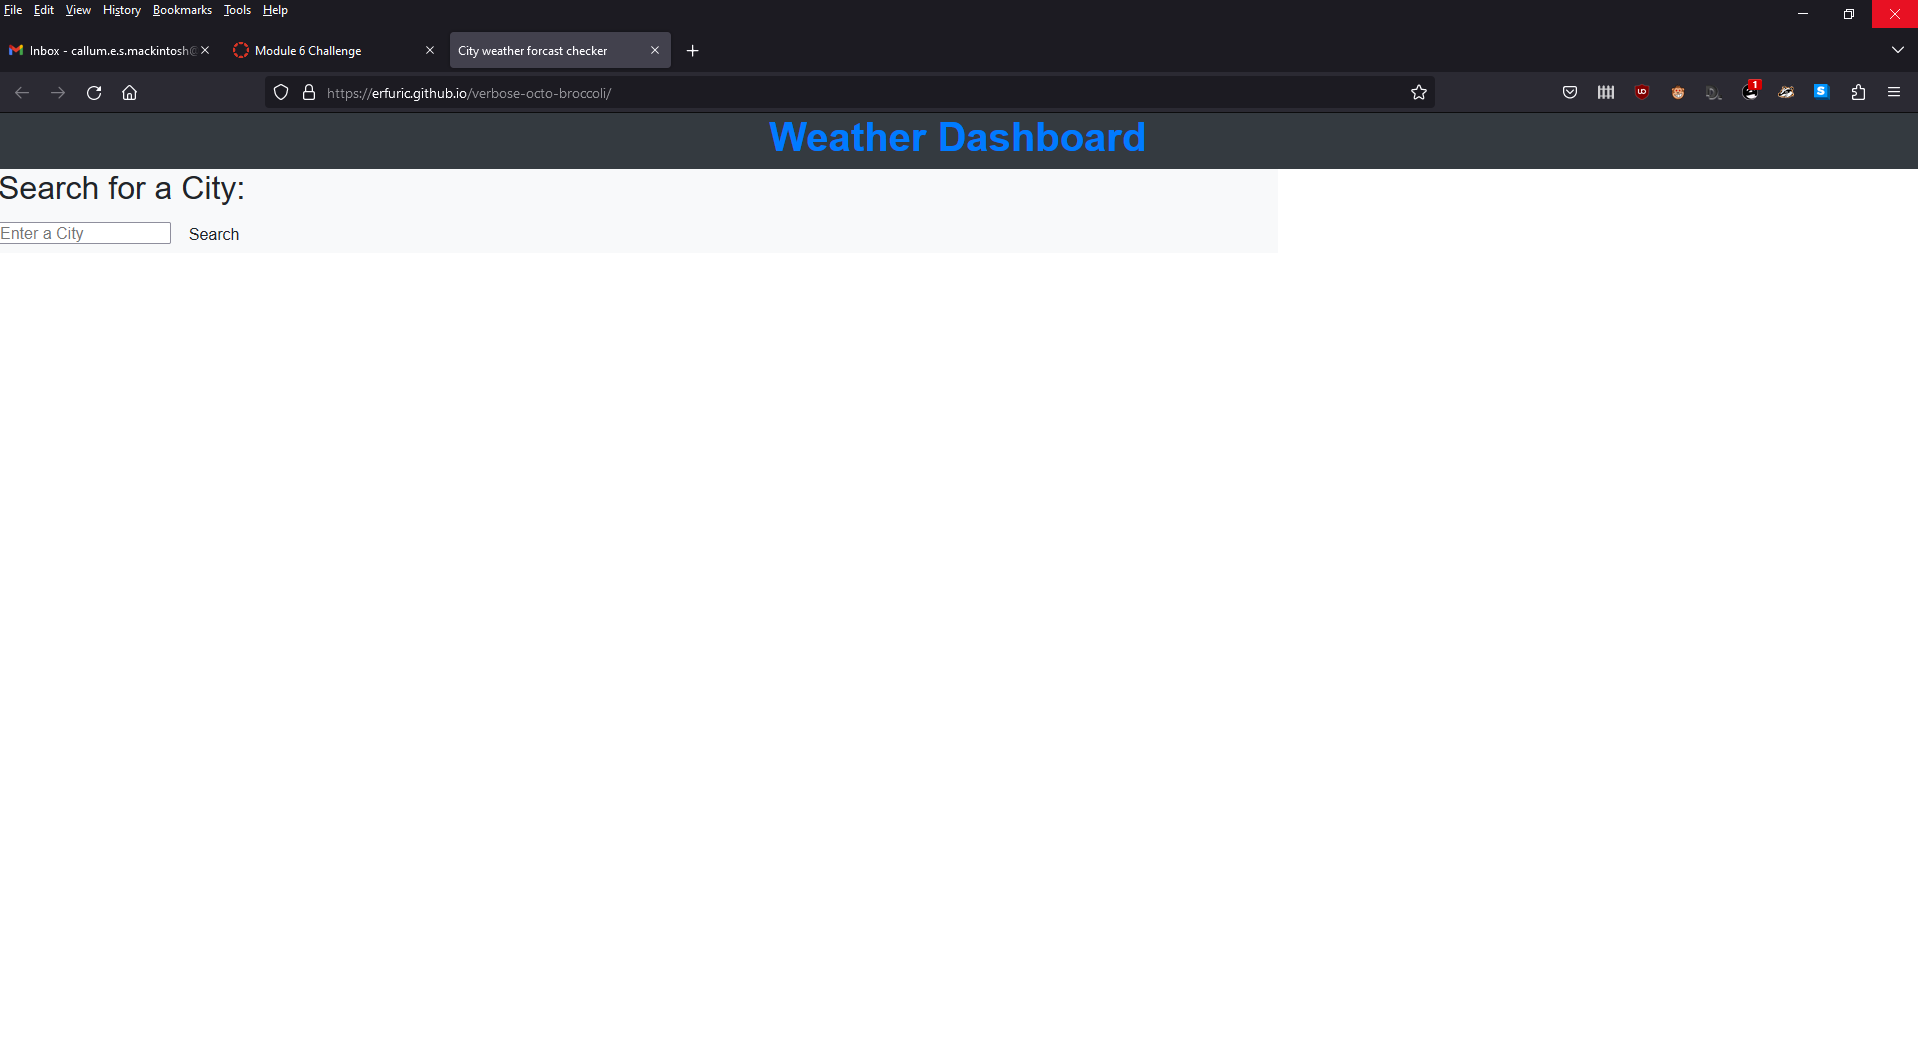 File Edit View History Bookmarks Tools Help
Inbox - callum.e.s.mackintosh@
Module 6 Challenge
City weather forcast checker
https://erfuric.github.io/verbose-octo-broccoli/
1
S
Weather Dashboard
Search for a City:
Enter a City
Search